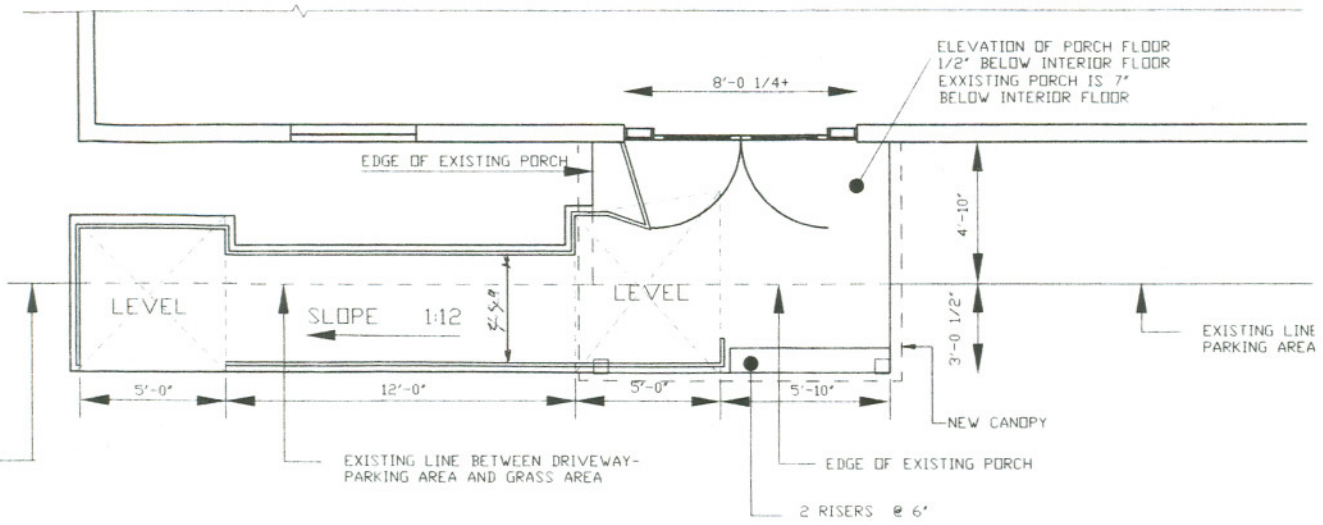 ELEVATION OF PORCH FLOOR
1/2" BELOW INTERIOR FLOOR
EXXISTING PORCH IS 7"
BELOW INTERIOR FLOOR
8'-0 1/4+
EDGE OF EXISTING PORCH
4'-10"
LEVEL
SLOPE 1:12
LEVEL
3'-0 1/2"
EXISTING LINE
PARKING AREA
5'-0"
12'-0"
5'-0"
5'-10"
NEW CANOPY
EXISTING LINE BETWEEN DRIVEWAY-
PARKING AREA AND GRASS AREA
EDGE OF EXISTING PORCH
2 RISERS @ 6"